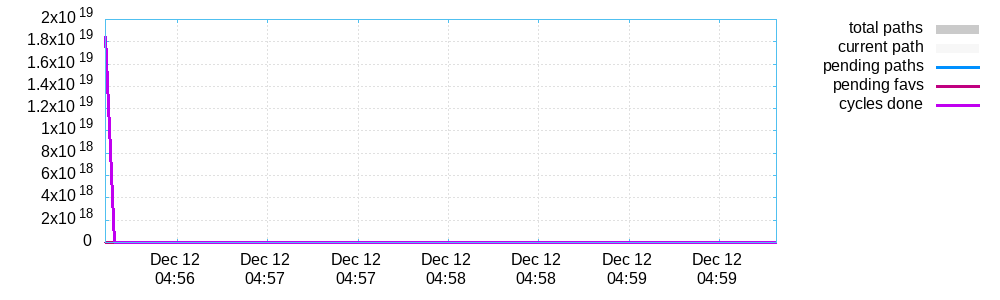 2x10 19
1.8x10 19
1.6x10 19
1.4x10 19
1.2x10 19
1x10 19
8x10 18
6x10 18
4x10 18
2x10 18
0
Dec 12 Dec 12 Dec 12 Dec 12 Dec 12 Dec 12 Dec 12
04:56 04:57 04:57 04:58 04:58 04:59 04:59
total paths
current path
pending paths
pending favs
cycles done